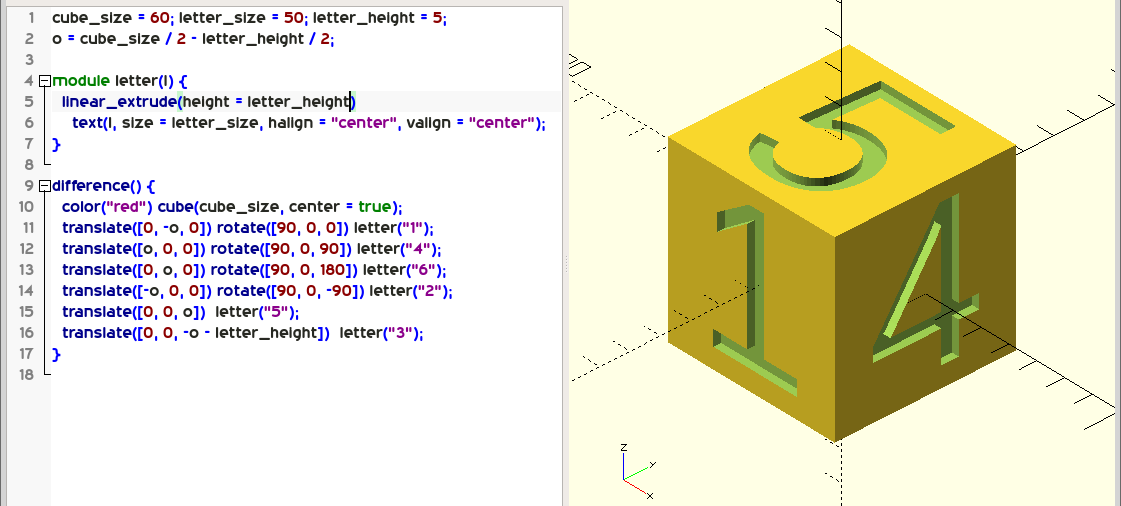 1 cube_size = 60; letter_size = 50; letter_height = 5;
2 o = cube_size / 2 - letter_height / 2;
3
4 module letter(l) {
5 linear_extrude(height = letter_height)
6 text(l, size = letter_size, halign = "center", valign = "center");
7 }
8
9 difference() {
10 color("red") cube(cube_size, center = true);
11 translate([0, -o, 0]) rotate([90, 0, 0]) letter("1");
12 translate([o, 0, 0]) rotate([90, 0, 90]) letter("4");
13 translate([0, o, 0]) rotate([90, 0, 180]) letter("6");
14 translate([-o, 0, 0]) rotate([90, 0, -90]) letter("2");
15 translate([0, 0, o]) letter("5");
16 translate([0, 0, -o - letter_height]) letter("3");
17 }
18
5
1
4
z
y
x